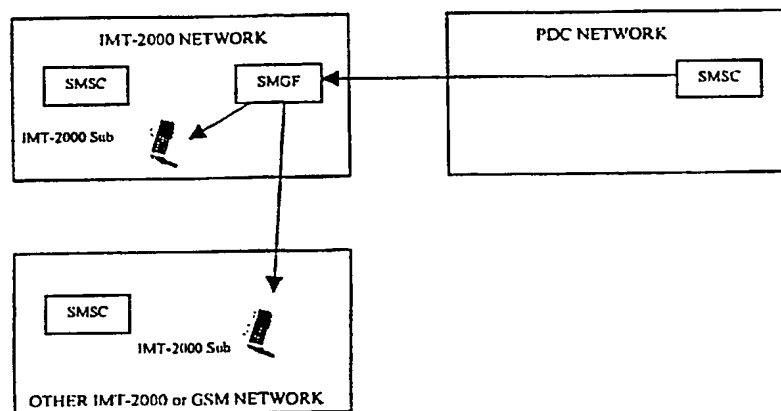 IMT-2000 NETWORK
PDC NETWORK
SMSC
SMGF
SMSC
IMT-2000 Sub
SMSC
IMT-2000 Sub
OTHER IMT-2000 or GSM NETWORK